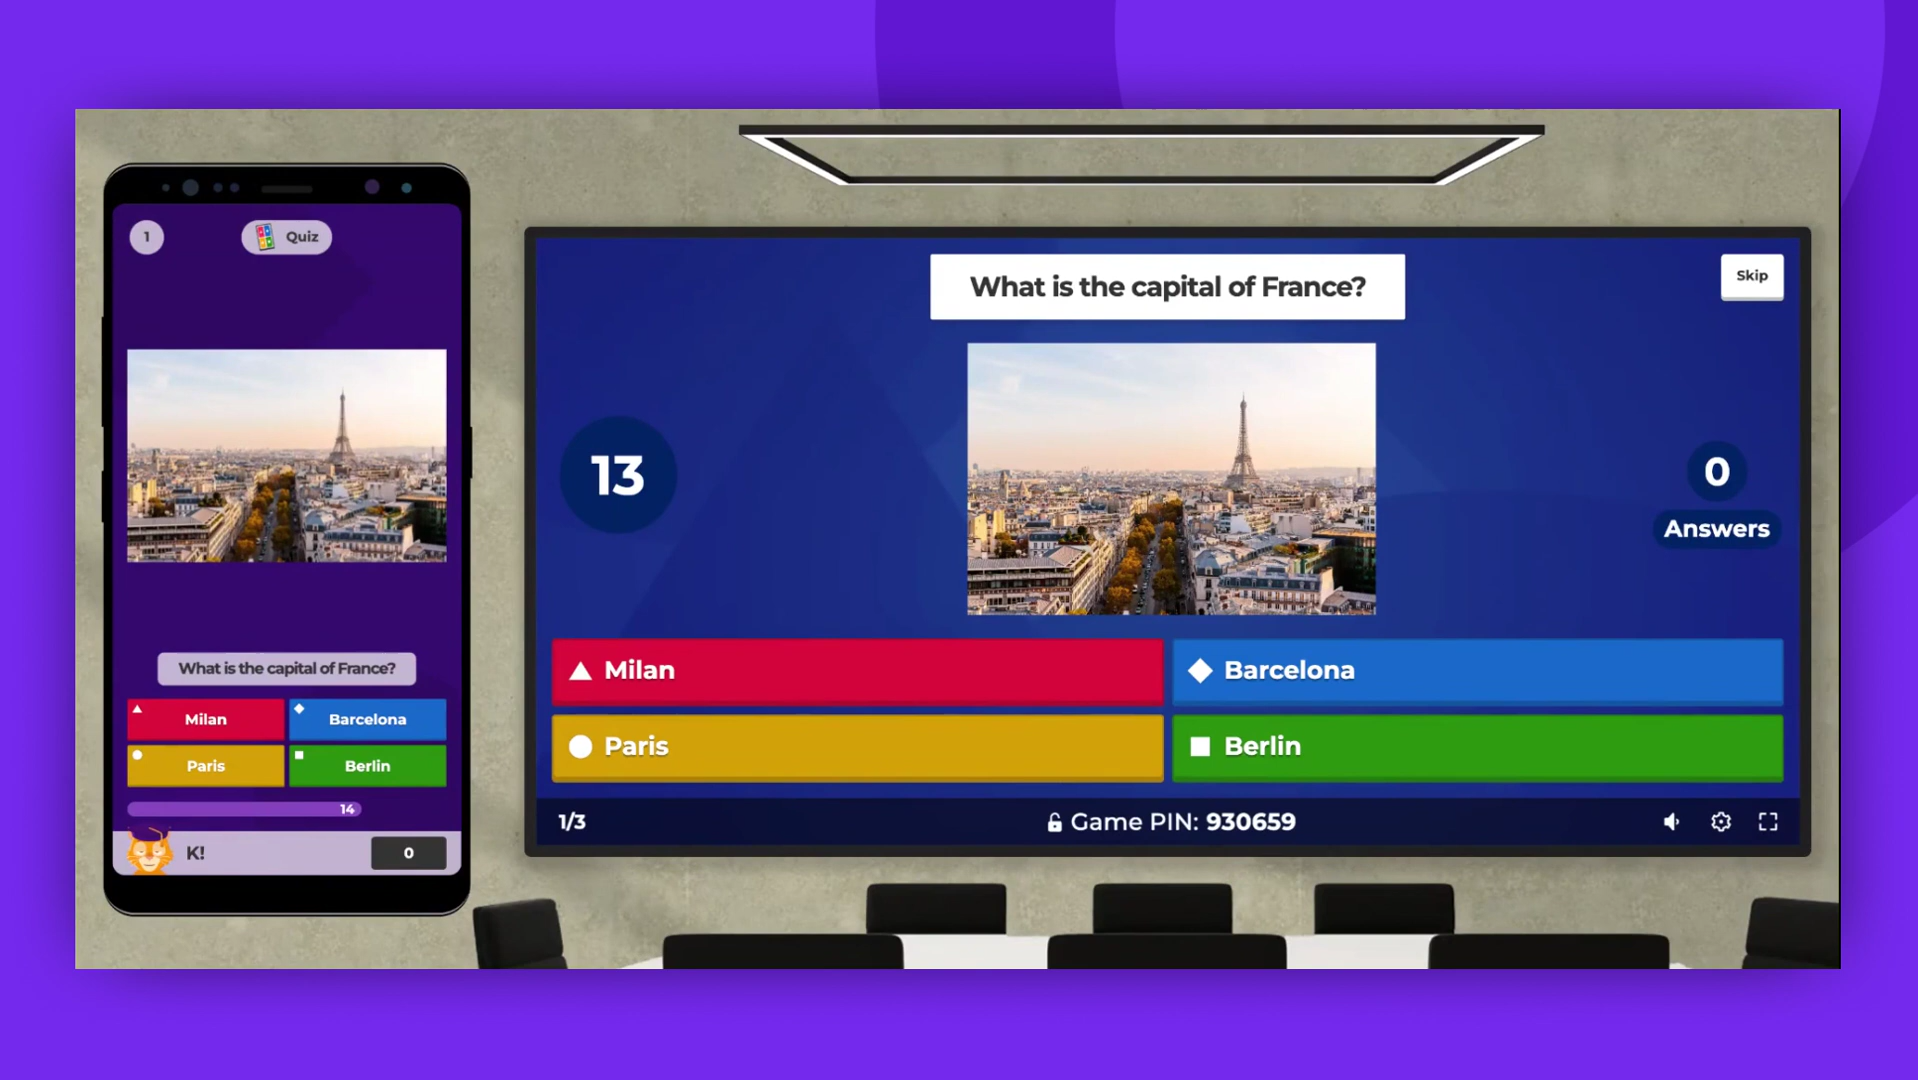 1
Quiz
What is the capital of France?
Milan
Barcelona
Paris
Berlin
14
K!
0
What is the capital of France?
Skip
13
0
Answers
Milan
Barcelona
Paris
Berlin
1/3
Game PIN: 930659